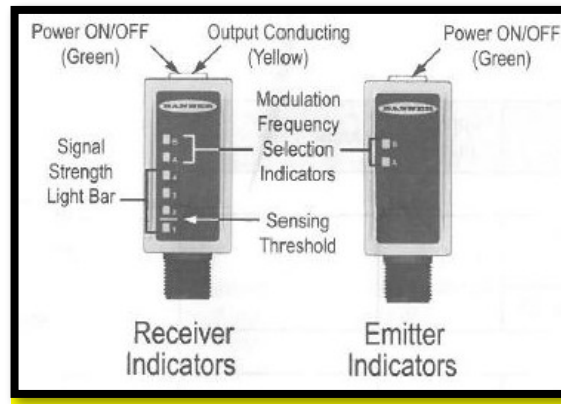 Power ON/OFF
(Green)
Output Conducting
(Yellow)
Power ON/OFF
(Green)
BANNER
BANNER
Modulation
Frequency
Selection
Indicators
Signal
Strength
Light Bar
B
A
4
3
2
1
B
A
Sensing
Threshold
Receiver
Indicators
Emitter
Indicators